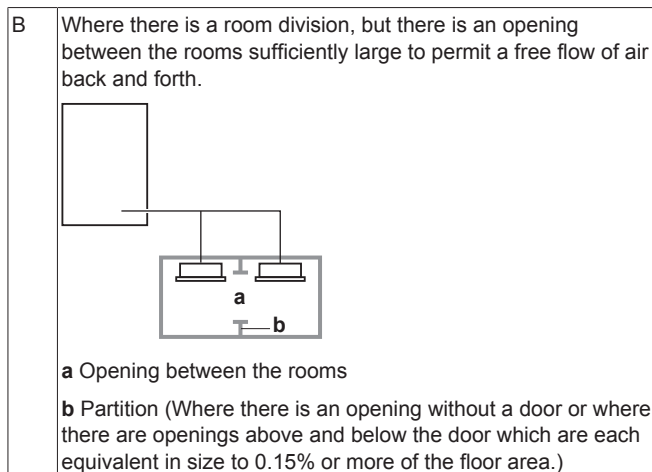 B
Where there is a room division, but there is an opening
between the rooms sufficiently large to permit a free flow of air
back and forth.
a
b
a Opening between the rooms
b Partition (Where there is an opening without a door or where
there are openings above and below the door which are each
equivalent in size to 0.15% or more of the floor area.)